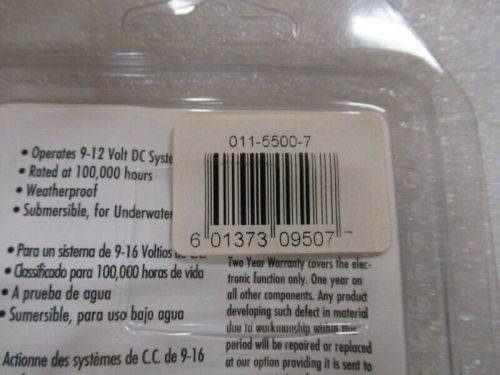 011-5500-7
6 01373 09507 7
• Operates 9-12 Volt DC
• Rated at 100,000 hours
• Weatherproof
• Submersible, for Underwater
• Para un sistema de 9-16 Voltios de C.C
• Classificado para 100,000 horas de vida
• A prueba de agua
• Sumersible, para uso bajo agua
• Actionne des systèmes de C.C. de 9-16
Two Year Warranty covers the elec-
tronic function only. One year on
all other components. Any product
developing such defect in material
due to workmanship within this
period will be repaired or replaced
at our option providing it is sent to